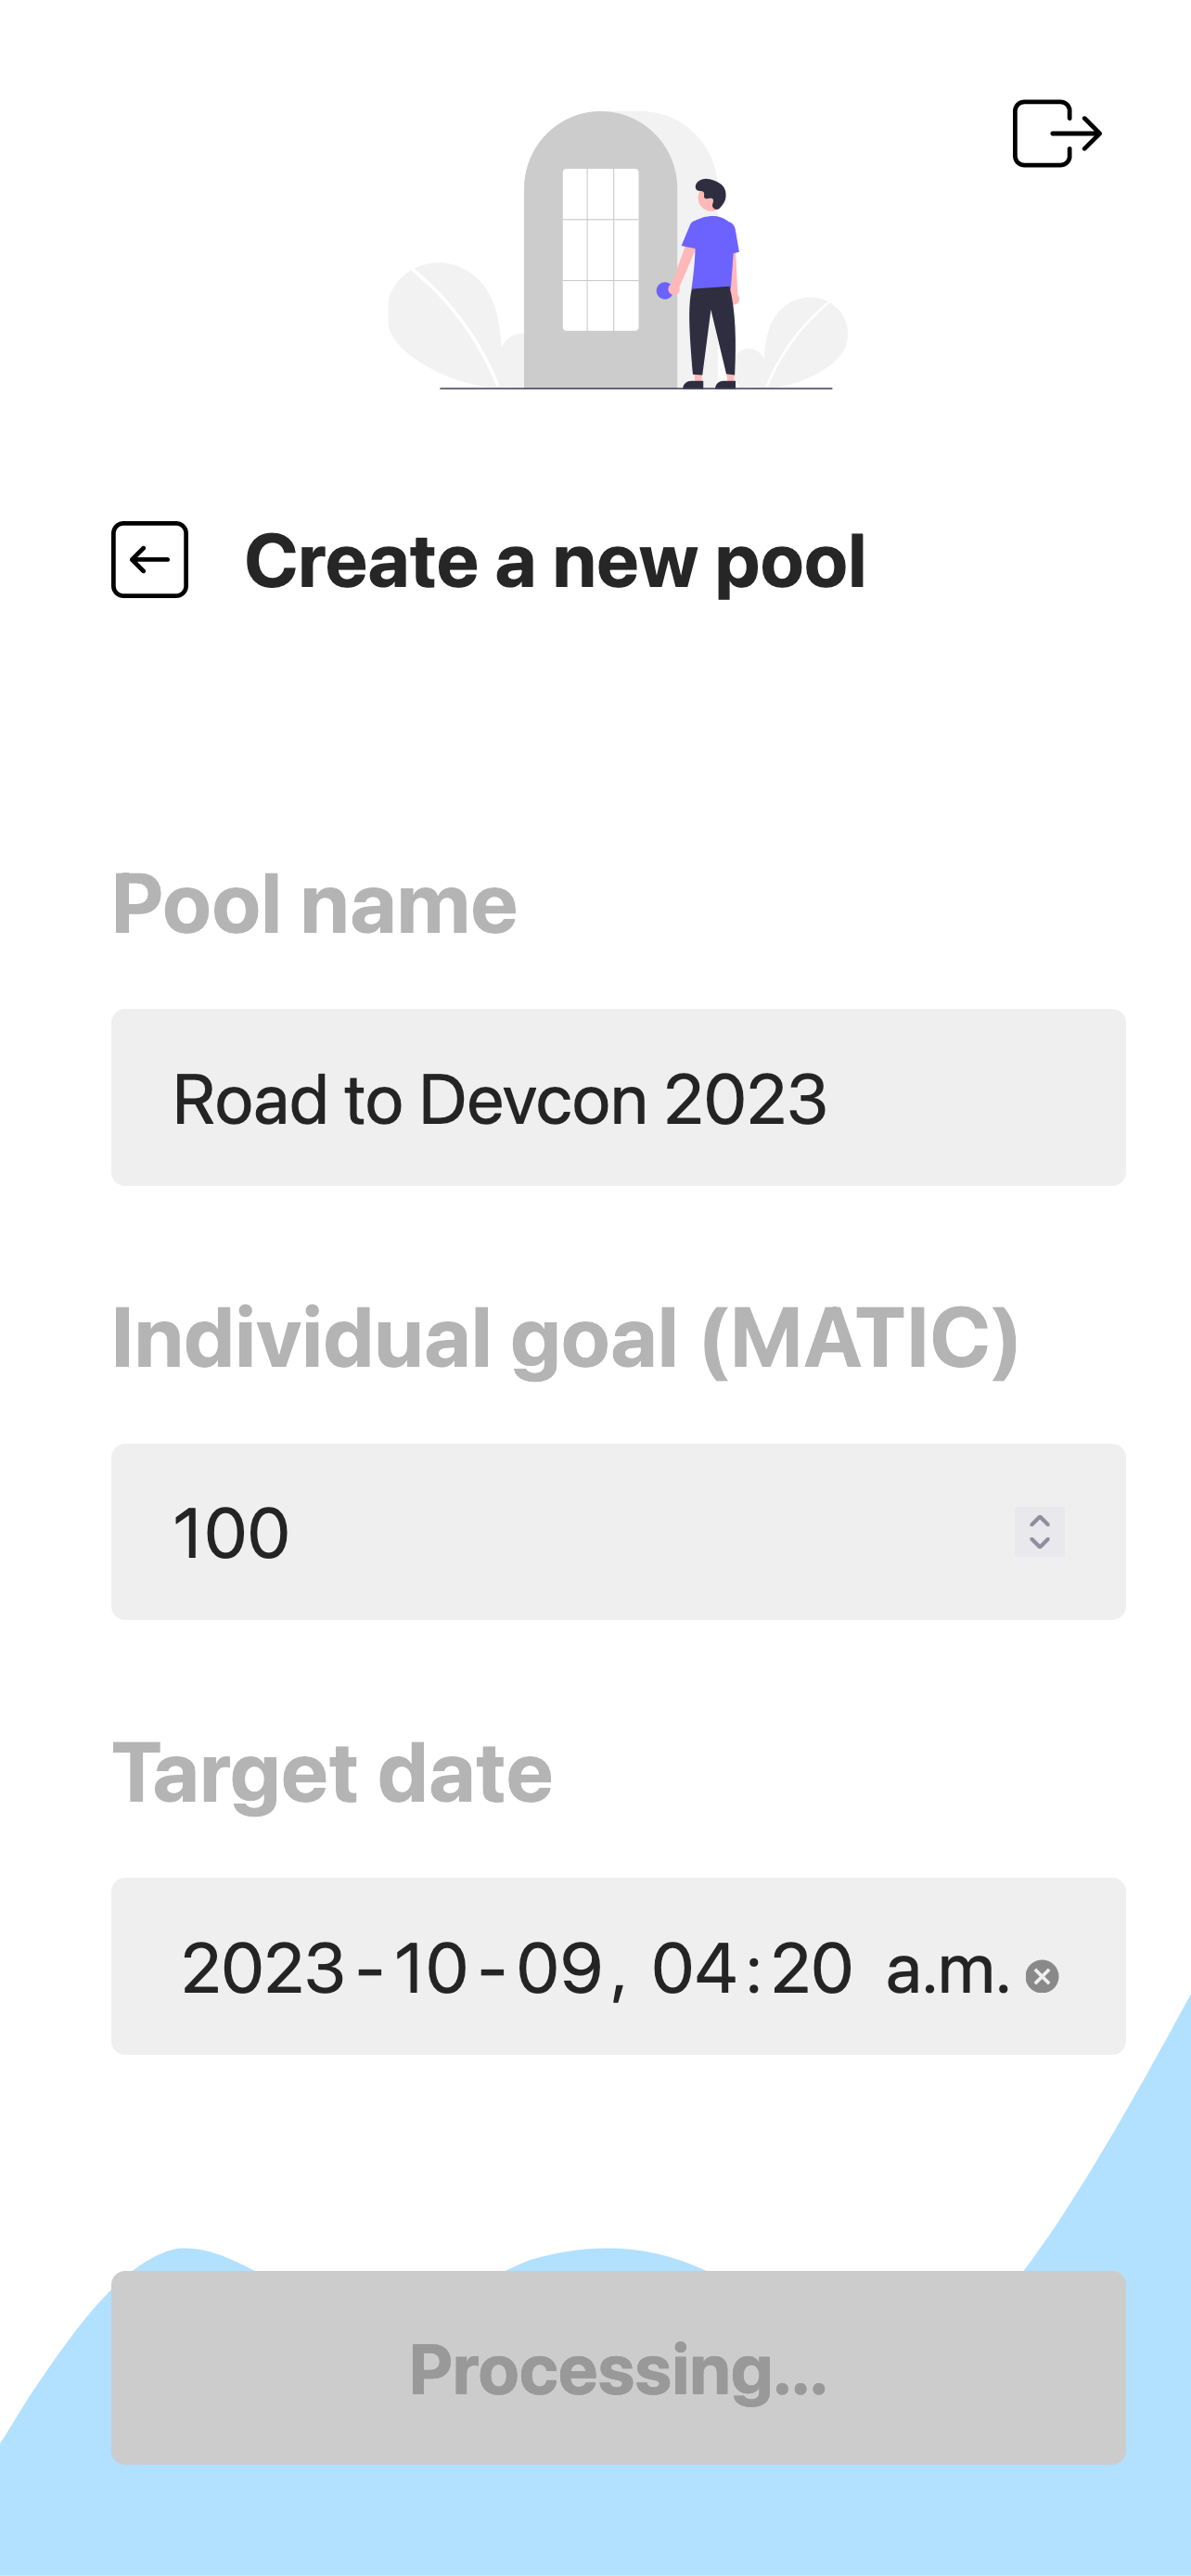 Create a new pool
Pool name
Road to Devcon 2023
Individual goal (MATIC)
100
Target date
2023-10-09, 04:20 a.m.
Processing...